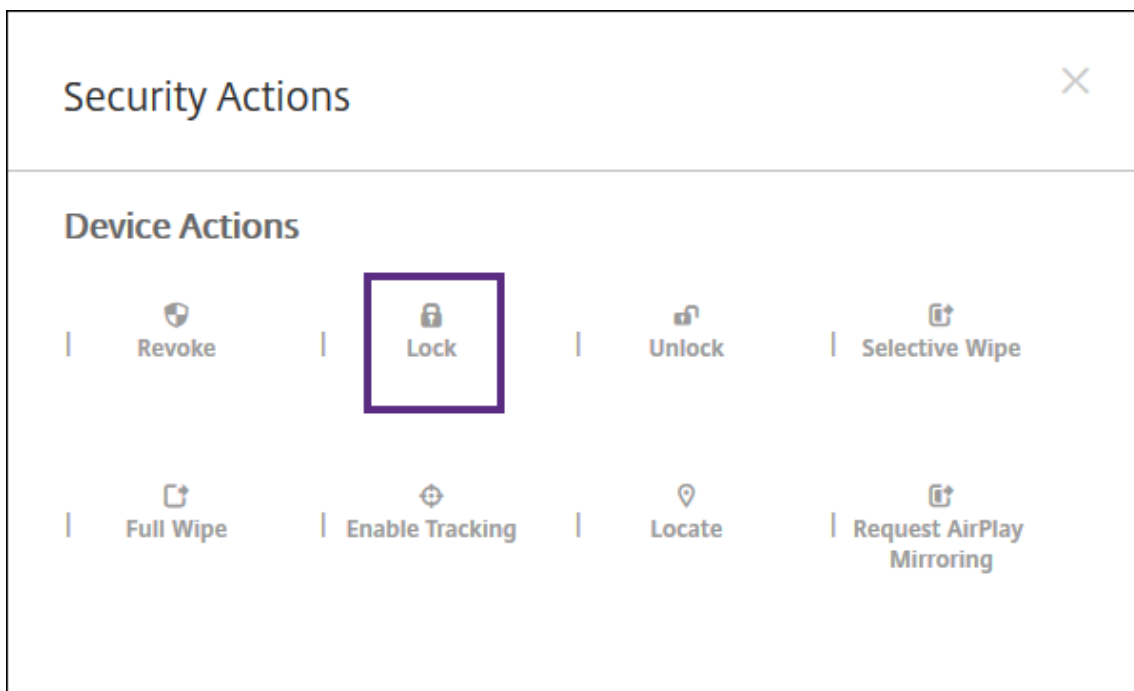 Security Actions
Device Actions
Revoke
Lock
Unlock
Selective Wipe
Full Wipe
Enable Tracking
Locate
Request AirPlay
Mirroring